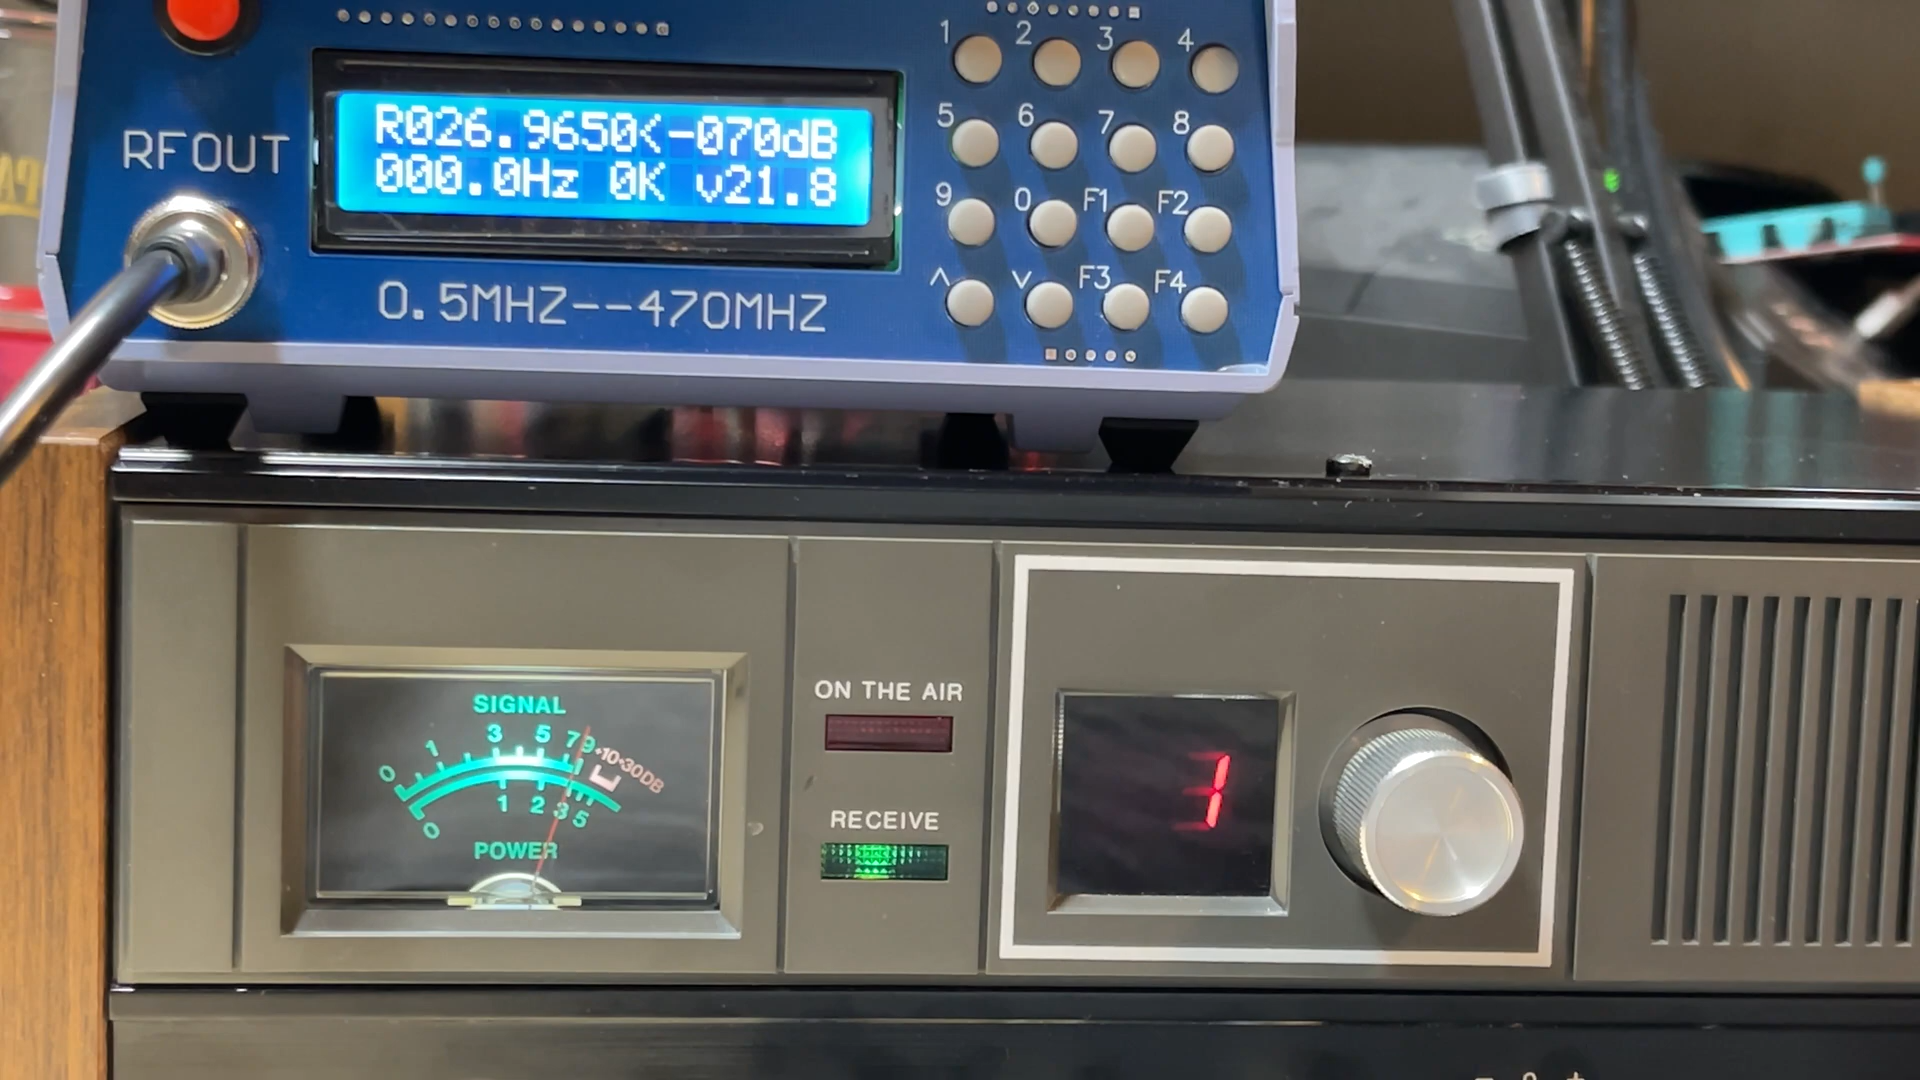 RFOUT
R026.9650<-070dB
000.0Hz 0K v21.8
0.5MHZ--470MHZ
1 2 3 4
5 6 7 8
9 0 F1 F2
^ v F3 F4
SIGNAL
0 1 3 5 7 9 +10+30DB
0 1 2 3 5
POWER
ON THE AIR
RECEIVE
1